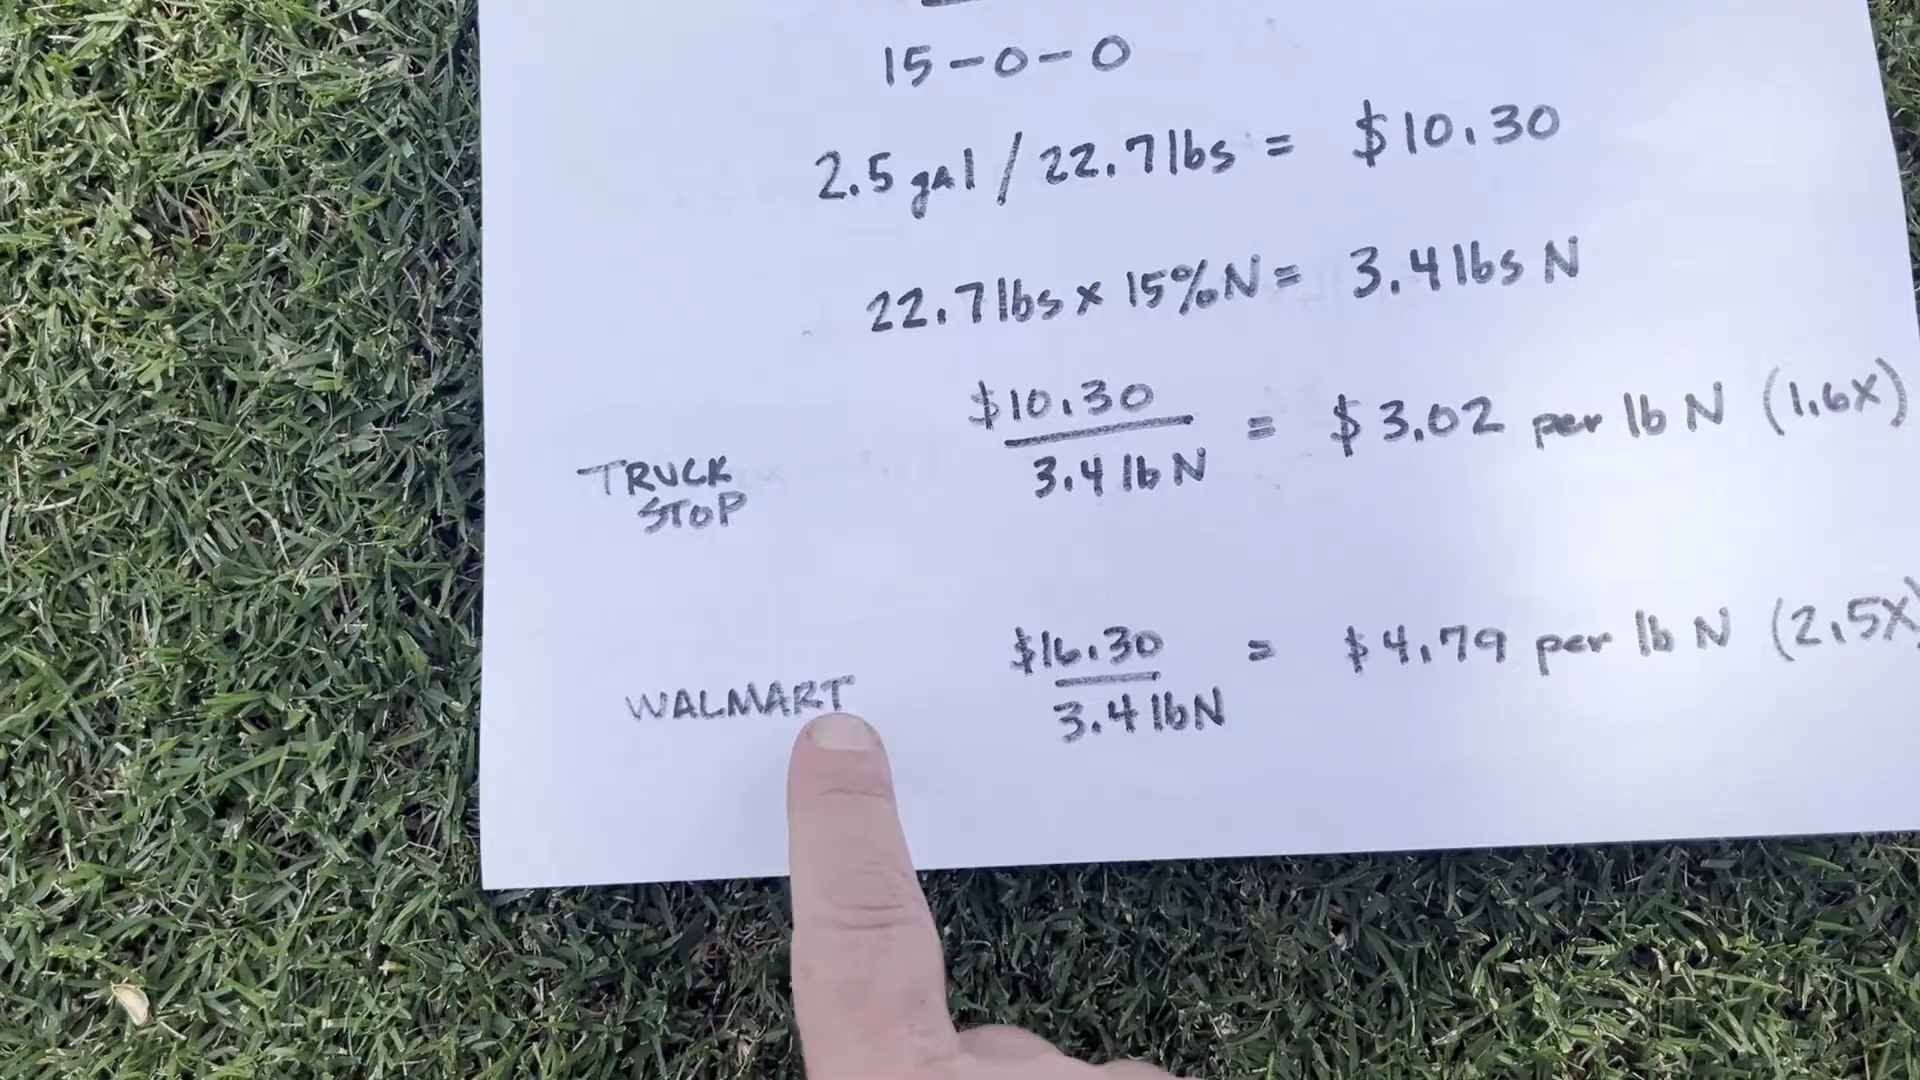 15-0-0
2.5 gal / 22.7 lbs = $10.30
22.7 lbs x 15% N = 3.4 lbs N
$10.30
3.4 lb N
= $3.02 per lb N (1.6X)
TRUCK
STOP
$16.30
3.4 lb N
= $4.79 per lb N (2.5X)
WALMART